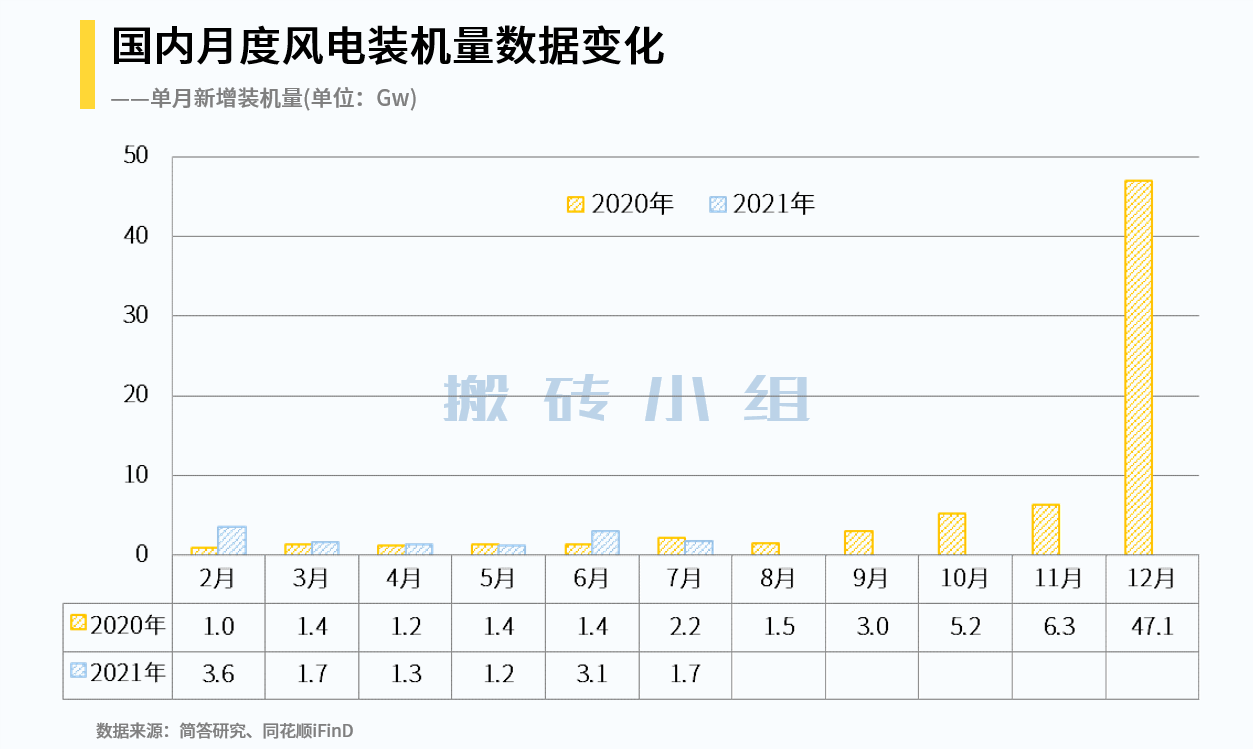 国内月度风电装机量数据变化
——单月新增装机量(单位：Gw)
50
2020年 2021年
40
30
20
搬砖小组
10
0
2月 3月 4月 5月 6月 7月 8月 9月 10月 11月 12月
2020年 1.0 1.4 1.2 1.4 1.4 2.2 1.5 3.0 5.2 6.3 47.1
2021年 3.6 1.7 1.3 1.2 3.1 1.7
数据来源：简答研究、同花顺iFinD